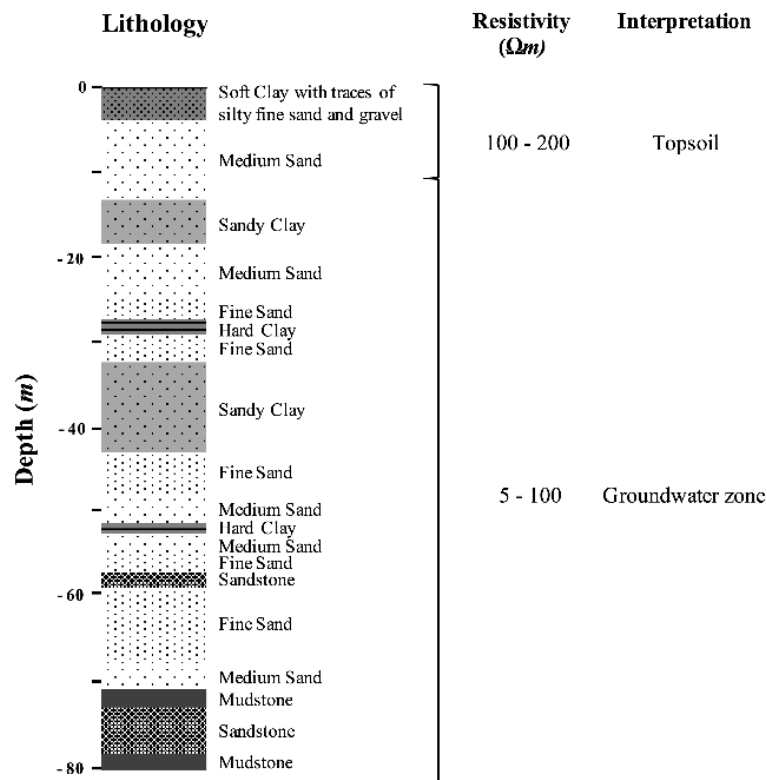 Lithology
Resistivity
(Ωm)
Interpretation
Depth (m)
0
Soft Clay with traces of
silty fine sand and gravel
100 - 200
Topsoil
Medium Sand
Sandy Clay
-20
Medium Sand
Fine Sand
Hard Clay
Fine Sand
Sandy Clay
-40
Fine Sand
5 - 100
Groundwater zone
Medium Sand
Hard Clay
Medium Sand
Fine Sand
Sandstone
-60
Fine Sand
Medium Sand
Mudstone
Sandstone
Mudstone
-80